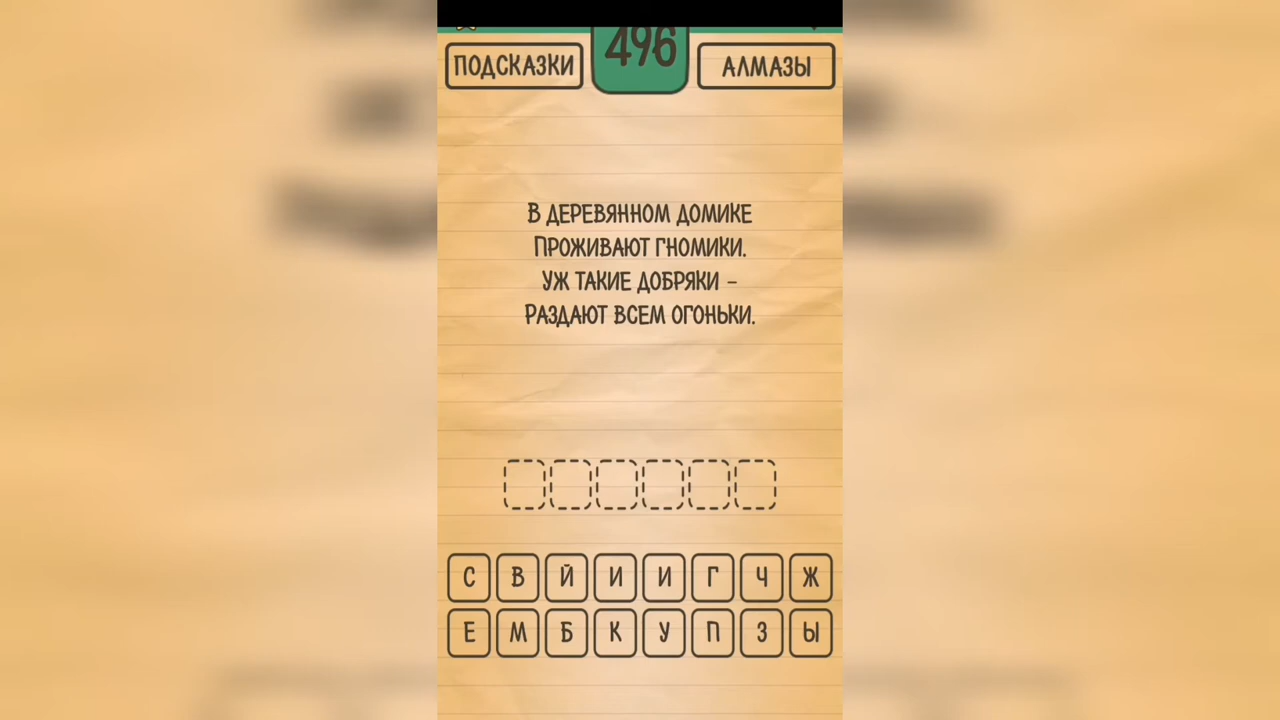 496
ПОДСКАЗКИ
АЛМАЗЫ
В ДЕРЕВЯННОМ ДОМИКЕ
ПРОЖИВАЮТ ГНОМИКИ.
УЖ ТАКИЕ ДОБРЯКИ –
РАЗДАЮТ ВСЕМ ОГОНЬКИ.
С В Й И И Г Ч Ж
Е М Б К У П З Ы